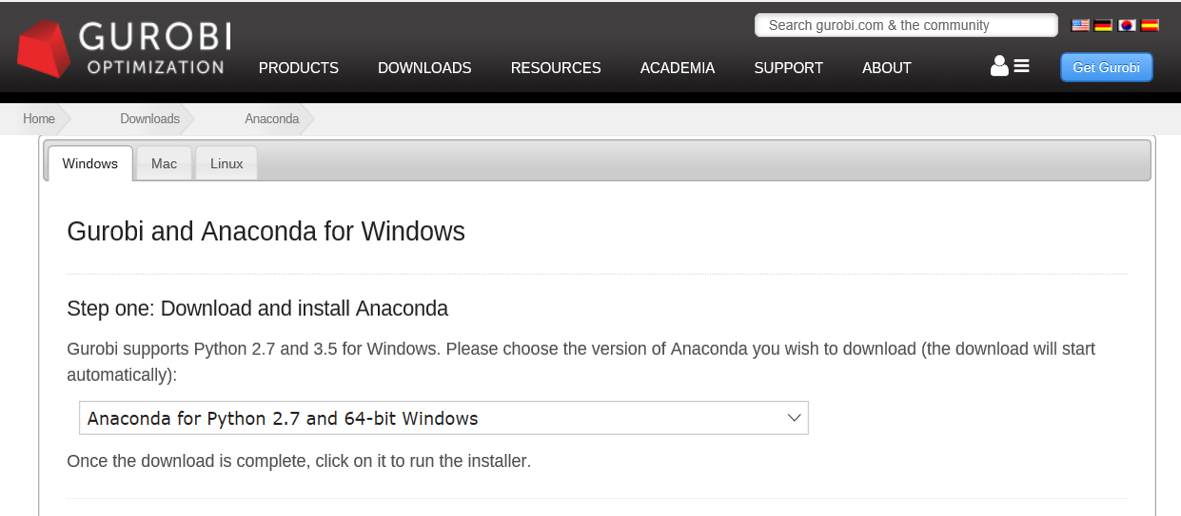 GUROBI
OPTIMIZATION
Search gurobi.com & the community
PRODUCTS DOWNLOADS RESOURCES ACADEMIA SUPPORT ABOUT Get Gurobi
Home Downloads Anaconda
Windows Mac Linux
Gurobi and Anaconda for Windows
Step one: Download and install Anaconda
Gurobi supports Python 2.7 and 3.5 for Windows. Please choose the version of Anaconda you wish to download (the download will start
automatically):
Anaconda for Python 2.7 and 64-bit Windows
Once the download is complete, click on it to run the installer.